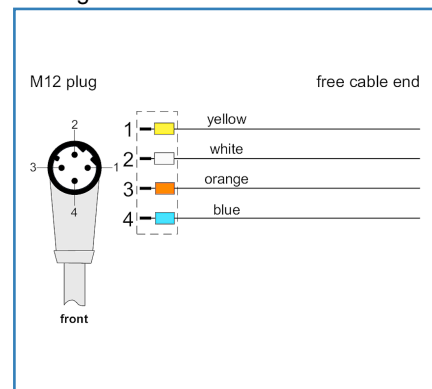 M12 plug
free cable end
2
3
1
4
front
1 yellow
2 white
3 orange
4 blue